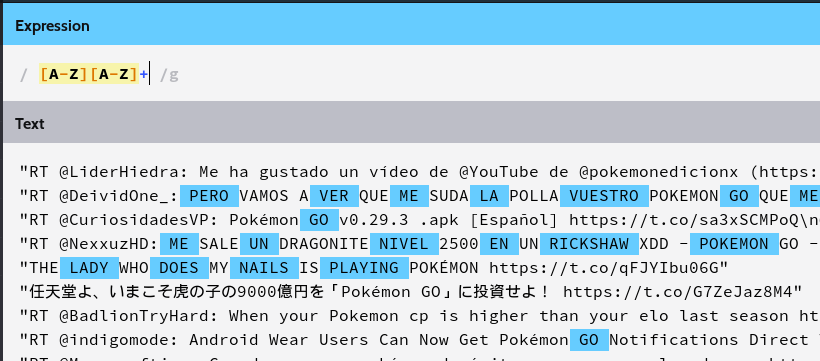 Expression
/ [A-Z][A-Z]+ /g
Text
"RT @LiderHiedra: Me ha gustado un vídeo de @YouTube de @pokemonedicionx (https:
"RT @DeividOne_: PERO VAMOS A VER QUE ME SUDA LA POLLA VUESTRO POKEMON GO QUE ME
"RT @CuriosidadesVP: Pokémon GO v0.29.3 .apk [Español] https://t.co/sa3xSCMPoQ\n
"RT @NexxuzHD: ME SALE UN DRAGONITE NIVEL 2500 EN UN RICKSHAW XDD - POKEMON GO -
"THE LADY WHO DOES MY NAILS IS PLAYING POKÉMON https://t.co/qFJYIbu06G"
"任天堂よ、いまこそ虎の子の9000億円を「Pokémon GO」に投資せよ！ https://t.co/G7ZeJaz8M4"
"RT @BadlionTryHard: When your Pokemon cp is higher than your elo last season ht
"RT @indigomode: Android Wear Users Can Now Get Pokémon GO Notifications Direct